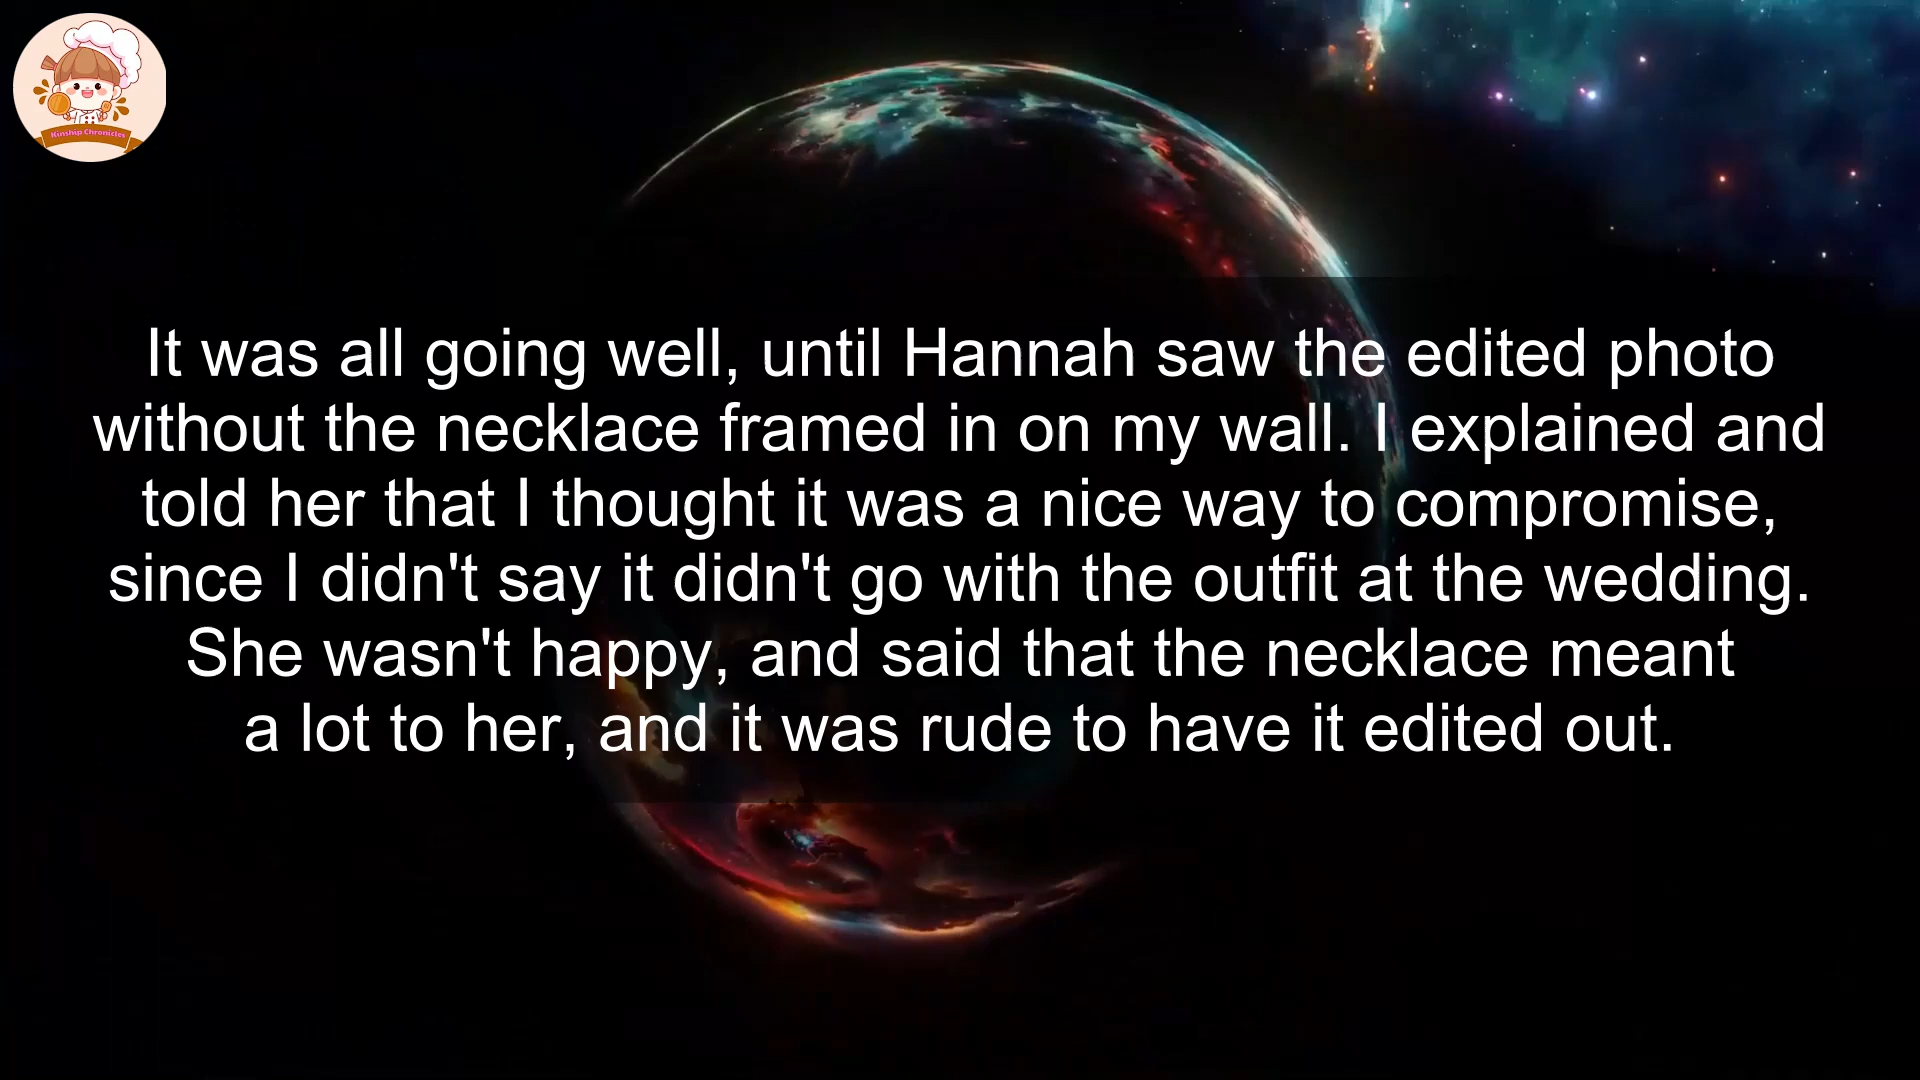 Kinship Chronicles
It was all going well, until Hannah saw the edited photo
without the necklace framed in on my wall. I explained and
told her that I thought it was a nice way to compromise,
since I didn't say it didn't go with the outfit at the wedding.
She wasn't happy, and said that the necklace meant
a lot to her, and it was rude to have it edited out.